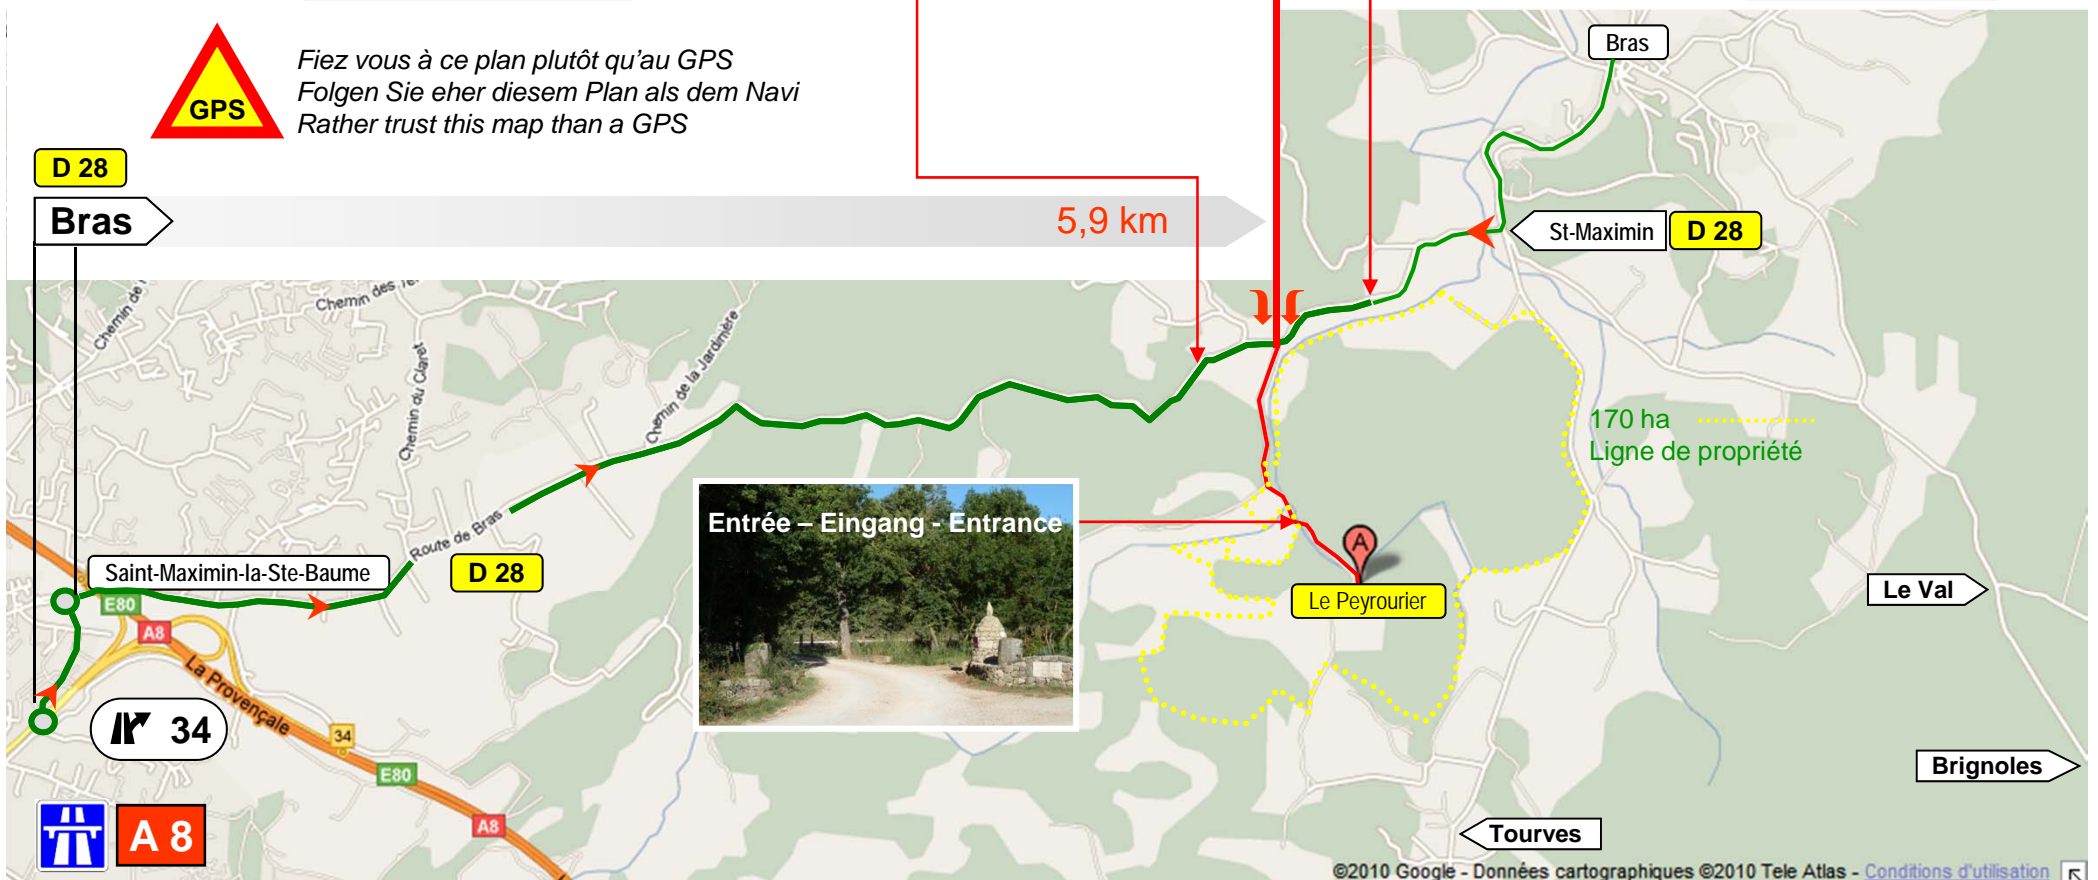 Fiez vous à ce plan plutôt qu'au GPS
Folgen Sie eher diesem Plan als dem Navi
Rather trust this map than a GPS
GPS
D 28
Bras
5,9 km
Bras
St-Maximin
D 28
Chemin de
Chemin des
Chemin du Claret
Chemin de la Jardinière
170 ha
Ligne de propriété
Entrée – Eingang - Entrance
Route de Bras
Saint-Maximin-la-Ste-Baume
D 28
A
Le Peyrourier
Le Val
E80
A8
La Provençale
34
34
E80
A8
Brignoles
Tourves
A 8
©2010 Google - Données cartographiques ©2010 Tele Atlas - Conditions d'utilisation